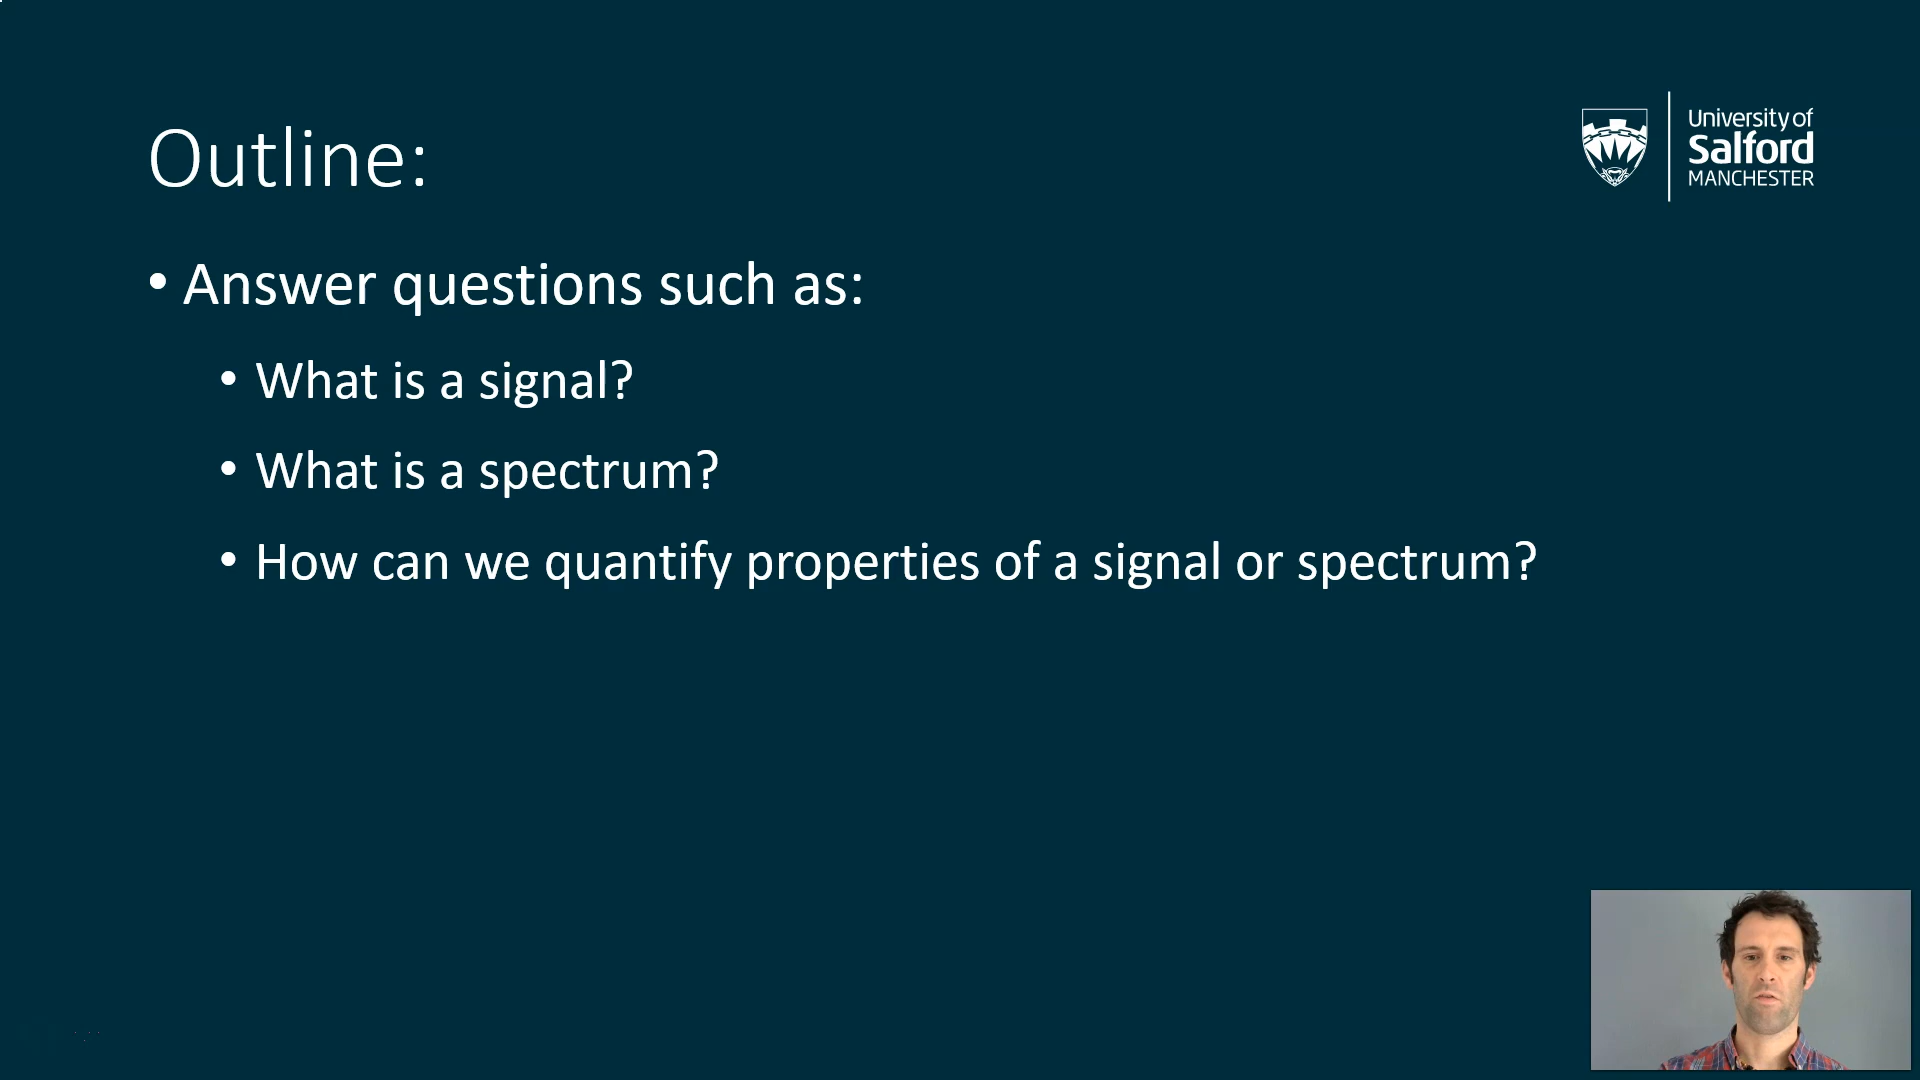 Outline:
University of
Salford
MANCHESTER
• Answer questions such as:
• What is a signal?
• What is a spectrum?
• How can we quantify properties of a signal or spectrum?